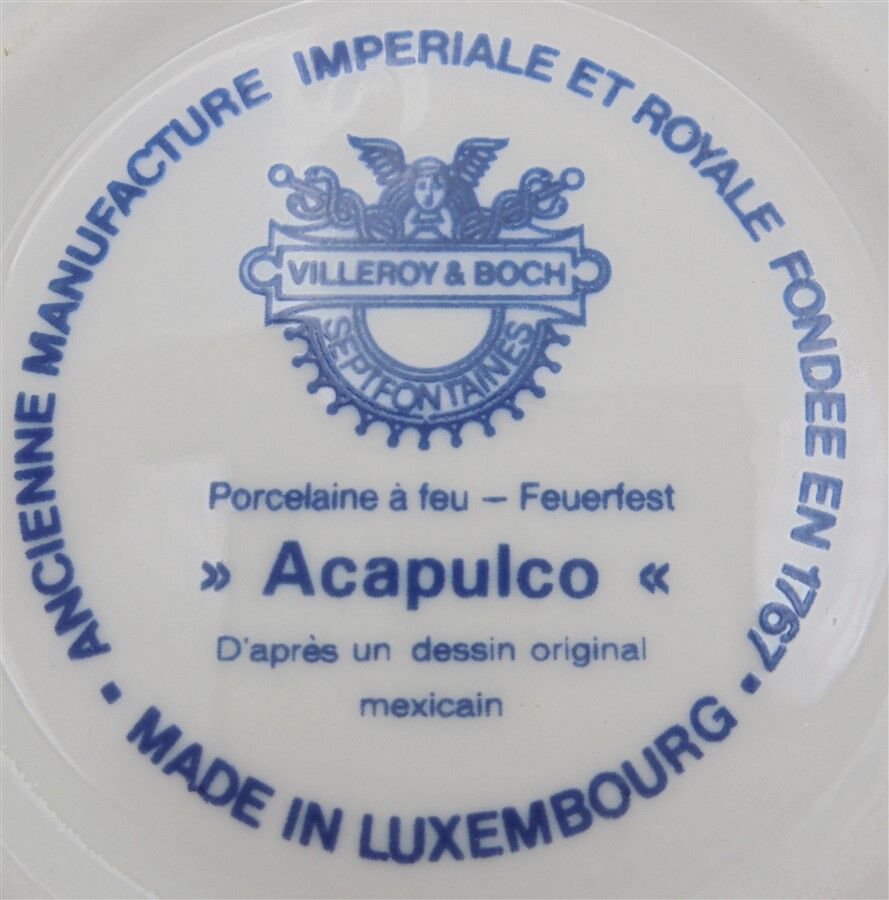 ANCIENNE MANUFACTURE IMPERIALE ET ROYALE FONDEE EN 1767
VILLEROY & BOCH
SEPTFONTAINES
Porcelaine à feu – Feuerfest
» Acapulco «
D'après un dessin original
mexicain
• MADE IN LUXEMBOURG •